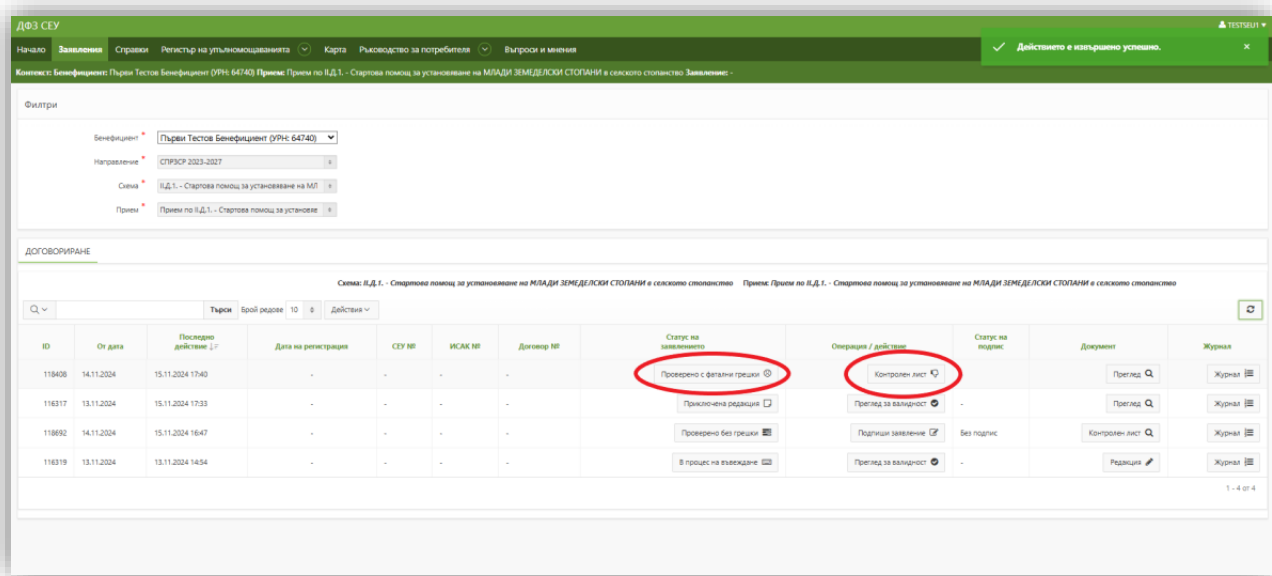 ДФЗ СЕУ
TESTSEU1
Начало Заявления Справки Регистър на упълномощаванията Карта Ръководство за потребителя Въпроси и мнения
Действието е извършено успешно. ×
Контекст: Бенефициент: Първи Тестов Бенефициент (УРН: 64740) Прием: Прием по II.Д.1. - Стартова помощ за установяване на МЛАДИ ЗЕМЕДЕЛСКИ СТОПАНИ в селското стопанство Заявление: -
Филтри
Бенефициент * Първи Тестов Бенефициент (УРН: 64740)
Направление * СПРЗСР 2023-2027
Схема * II.Д.1. - Стартова помощ за установяване на МЛ
Прием * Прием по II.Д.1. - Стартова помощ за установяв
ДОГОВОРИРАНЕ
Схема: II.Д.1. - Стартова помощ за установяване на МЛАДИ ЗЕМЕДЕЛСКИ СТОПАНИ в селското стопанство Прием: Прием по II.Д.1. - Стартова помощ за установяване на МЛАДИ ЗЕМЕДЕЛСКИ СТОПАНИ в селското стопанство
Търси Брой редове 10 Действия
ID От дата Последно действие Дата на регистрация СЕУ № ИСАК № Договор № Статус на заявлението Операция / действие Статус на подпис Документ Журнал
118408 14.11.2024 15.11.2024 17:40 - - - - Проверено с фатални грешки Контролен лист Преглед Журнал
116317 13.11.2024 15.11.2024 17:33 - - - - Приключена редакция Преглед за валидност - Преглед Журнал
118692 14.11.2024 15.11.2024 16:47 - - - - Проверено без грешки Подпиши заявление Без подпис Контролен лист Журнал
116319 13.11.2024 13.11.2024 14:54 - - - - В процес на въвеждане Преглед за валидност - Редакция Журнал
1 - 4 от 4